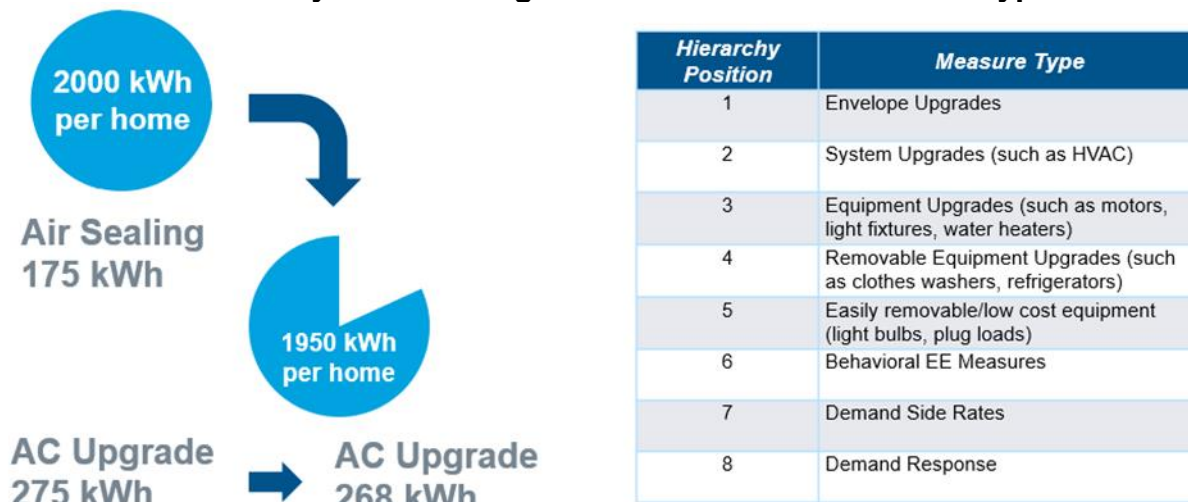 2000 kWh
per home
Air Sealing
175 kWh
1950 kWh
per home
AC Upgrade
275 kWh
AC Upgrade
268 kWh
Hierarchy
Position
Measure Type
1
Envelope Upgrades
2
System Upgrades (such as HVAC)
3
Equipment Upgrades (such as motors,
light fixtures, water heaters)
4
Removable Equipment Upgrades (such
as clothes washers, refrigerators)
5
Easily removable/low cost equipment
(light bulbs, plug loads)
6
Behavioral EE Measures
7
Demand Side Rates
8
Demand Response